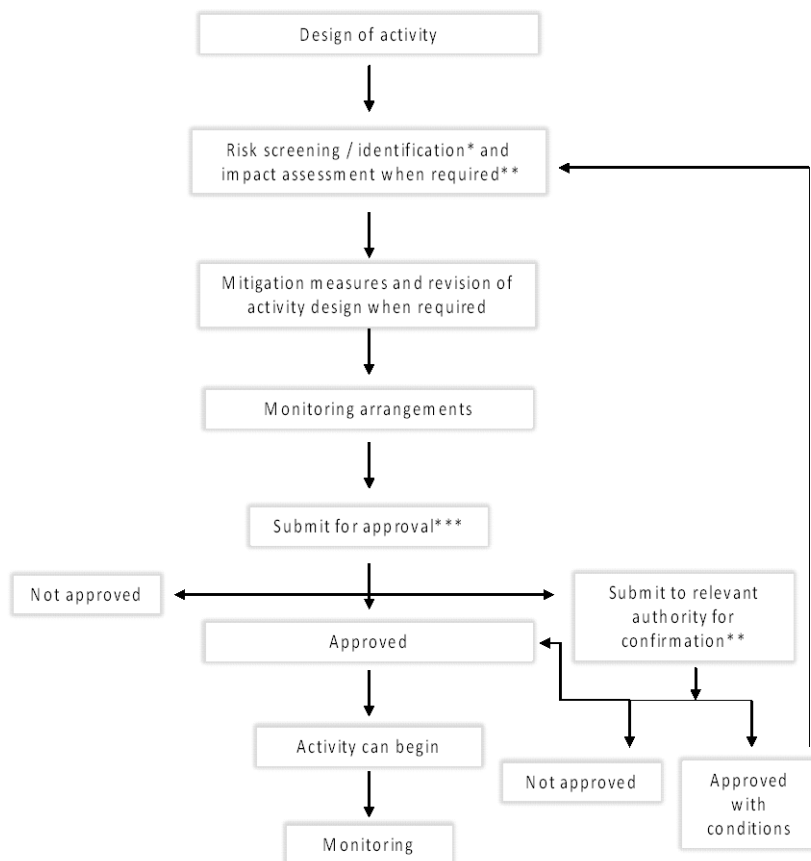 Design of activity
Risk screening / identification* and
impact assessment when required**
Mitigation measures and revision of
activity design when required
Monitoring arrangements
Submit for approval***
Not approved
Submit to relevant
authority for
confirmation**
Approved
Activity can begin
Not approved
Approved
with
conditions
Monitoring